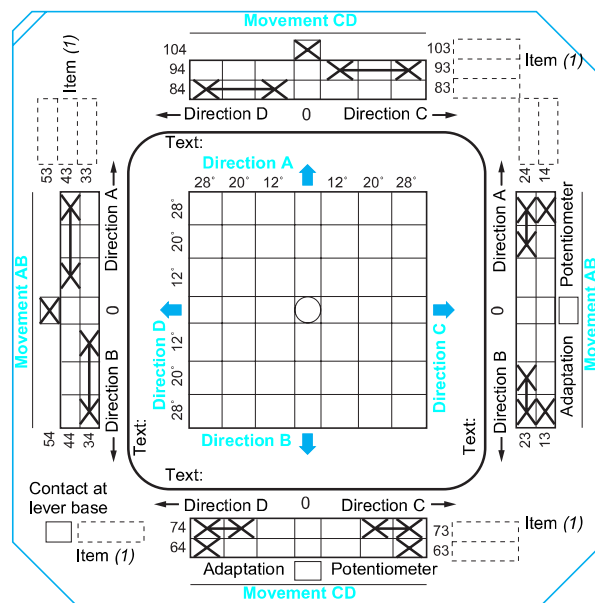 Movement CD
104
103
Item (1)
94
93
84
83
Direction D
0
Direction C
Item (1)
53
43
33
24
14
Text:
Direction A
28° 20° 12° 12° 20° 28°
Movement AB
Direction A
0
Direction B
28°
20°
12°
12°
20°
28°
Direction D
Direction C
Direction A
0
Direction B
Potentiometer
Adaptation
Movement AB
54
44
34
Text:
Direction B
23
13
Text:
Contact at
lever base
Item (1)
Direction D
0
Direction C
74
73
Item (1)
64
63
Adaptation
Potentiometer
Movement CD